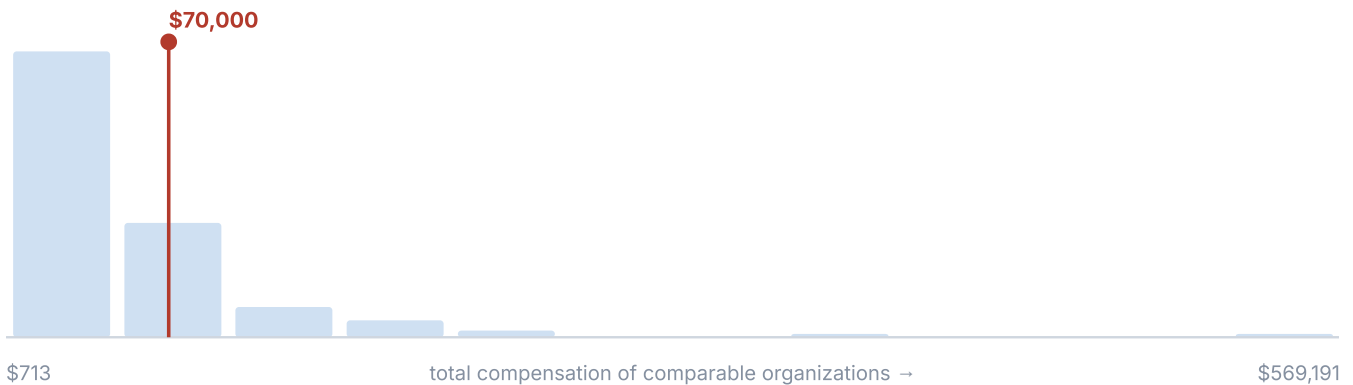 $70,000
$713 total compensation of comparable organizations → $569,191